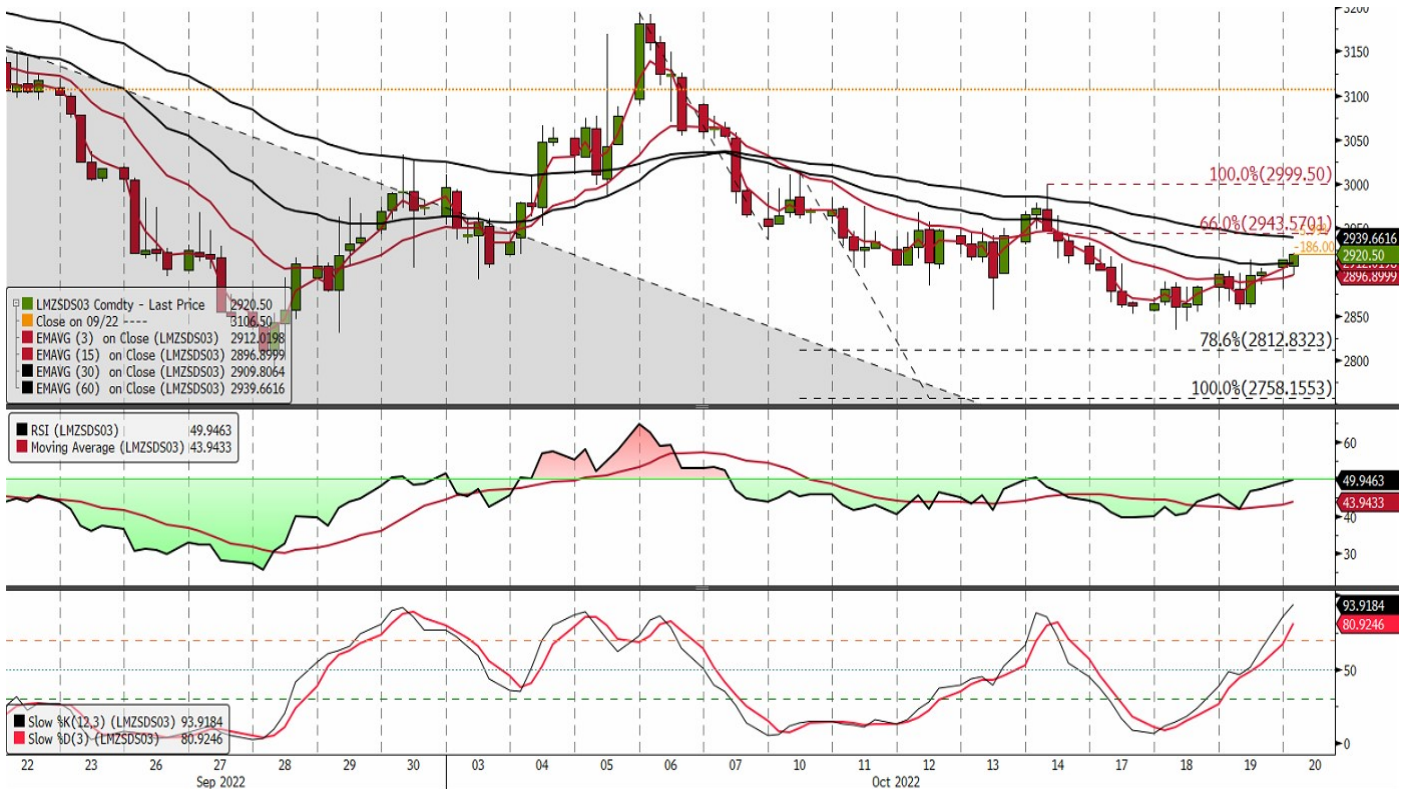 3200
3150
3100
3050
3000
100.0%(2999.50)
66.0%(2943.5701)
2939.6616
-186.00
2920.50
2896.8999
2850
78.6%(2812.8323)
2800
100.0%(2758.1553)
LMZSDS03 Comdty - Last Price 2920.50
Close on 09/22 ---- 3106.50
EMAVG (3) on Close (LMZSDS03) 2912.0198
EMAVG (15) on Close (LMZSDS03) 2896.8999
EMAVG (30) on Close (LMZSDS03) 2909.8064
EMAVG (60) on Close (LMZSDS03) 2939.6616
RSI (LMZSDS03) 49.9463
Moving Average (LMZSDS03) 43.9433
60
49.9463
43.9433
40
30
93.9184
80.9246
50
0
Slow %K(12,3) (LMZSDS03) 93.9184
Slow %D(3) (LMZSDS03) 80.9246
22 23 26 27 28 29 30 03 04 05 06 07 10 11 12 13 14 17 18 19 20
Sep 2022 Oct 2022